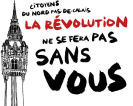 CITOYENS
DU NORD PAS-DE-CALAIS
LA RÉVOLUTION
NE SE FERA PAS
SANS
VOUS